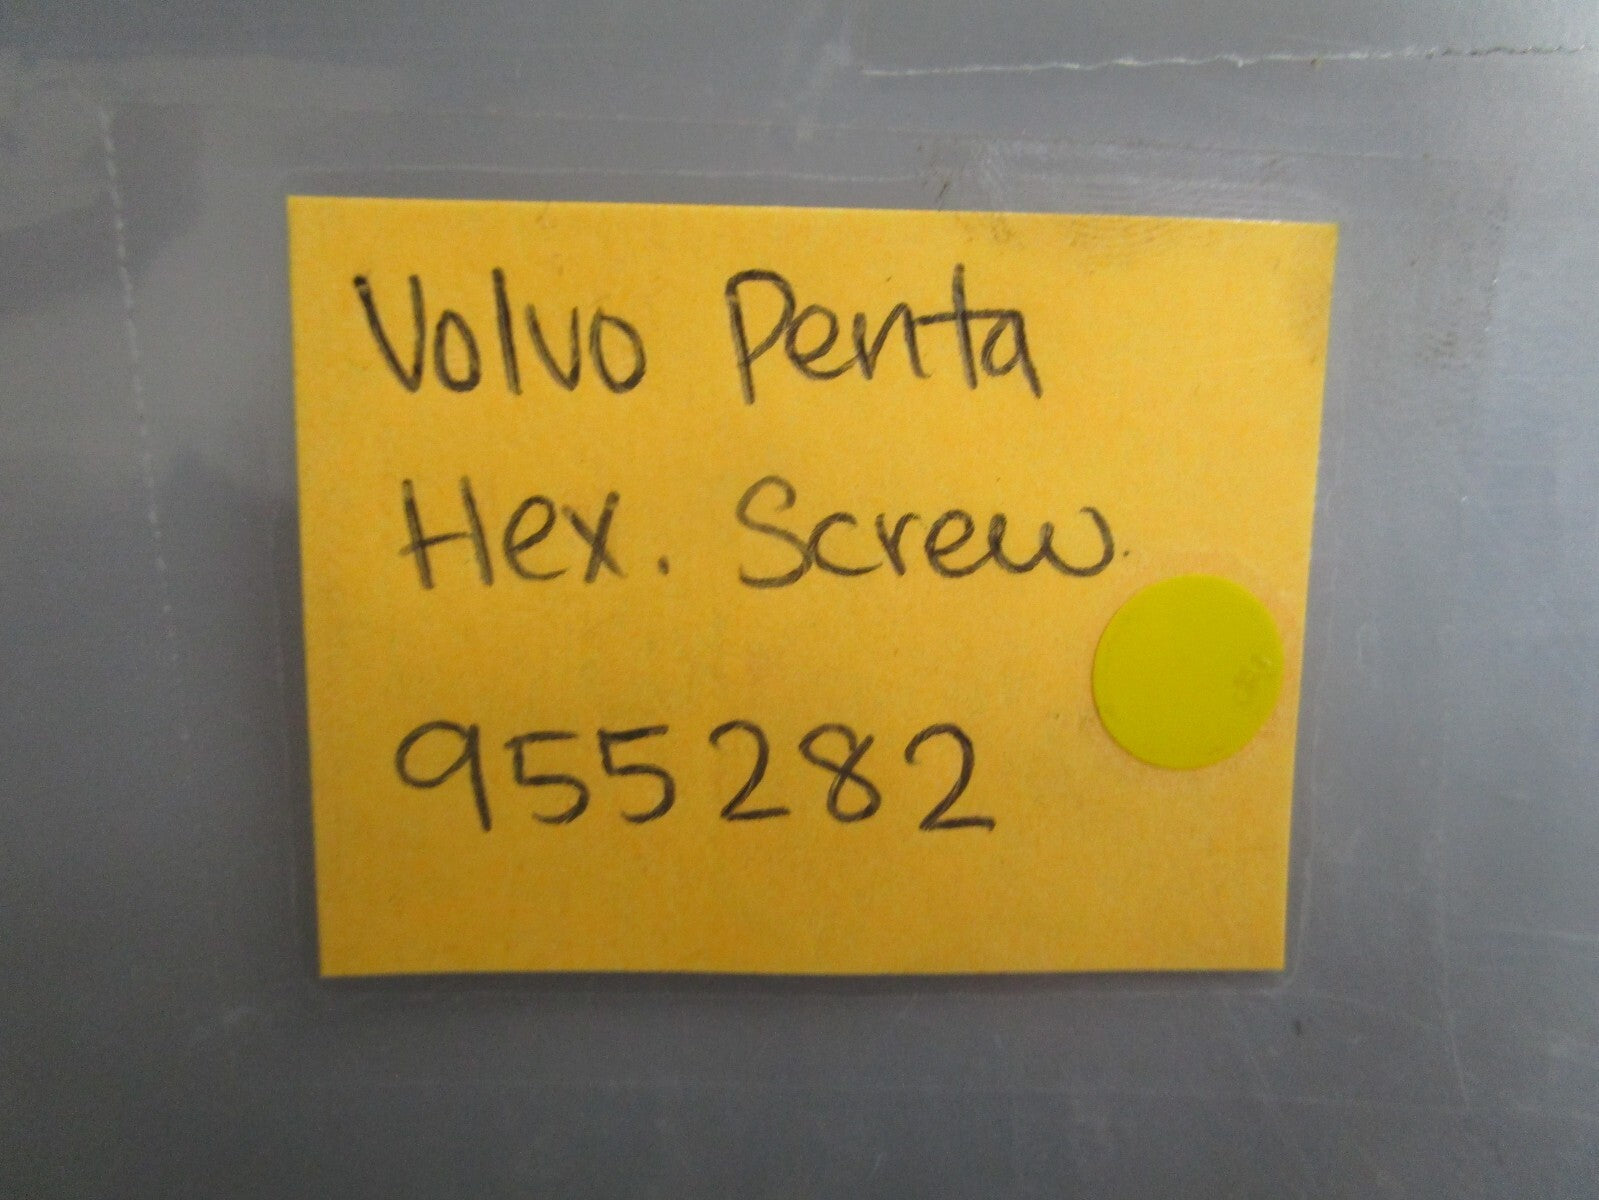 Volvo Penta
Hex. Screw.
955282